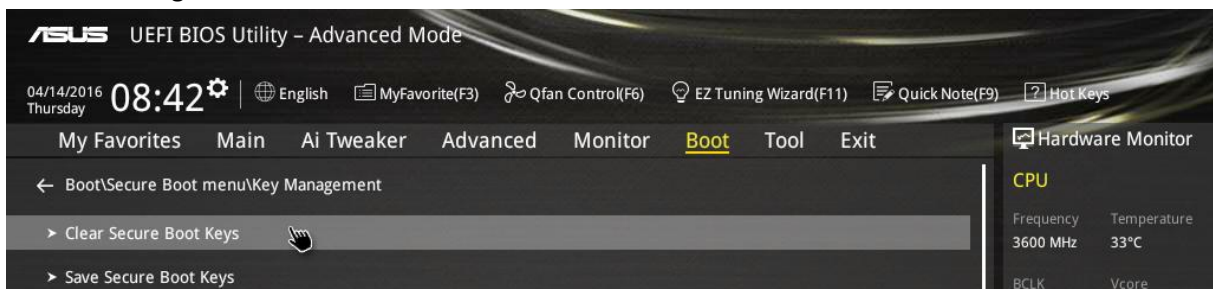 ASUS UEFI BIOS Utility – Advanced Mode
04/14/2016
Thursday
08:42
English MyFavorite(F3) Qfan Control(F6) EZ Tuning Wizard(F11) Quick Note(F9) ? Hot Keys
My Favorites Main Ai Tweaker Advanced Monitor Boot Tool Exit
Hardware Monitor
← Boot\Secure Boot menu\Key Management
> Clear Secure Boot Keys
> Save Secure Boot Keys
CPU
Frequency Temperature
3600 MHz 33°C
BCLK Vcore